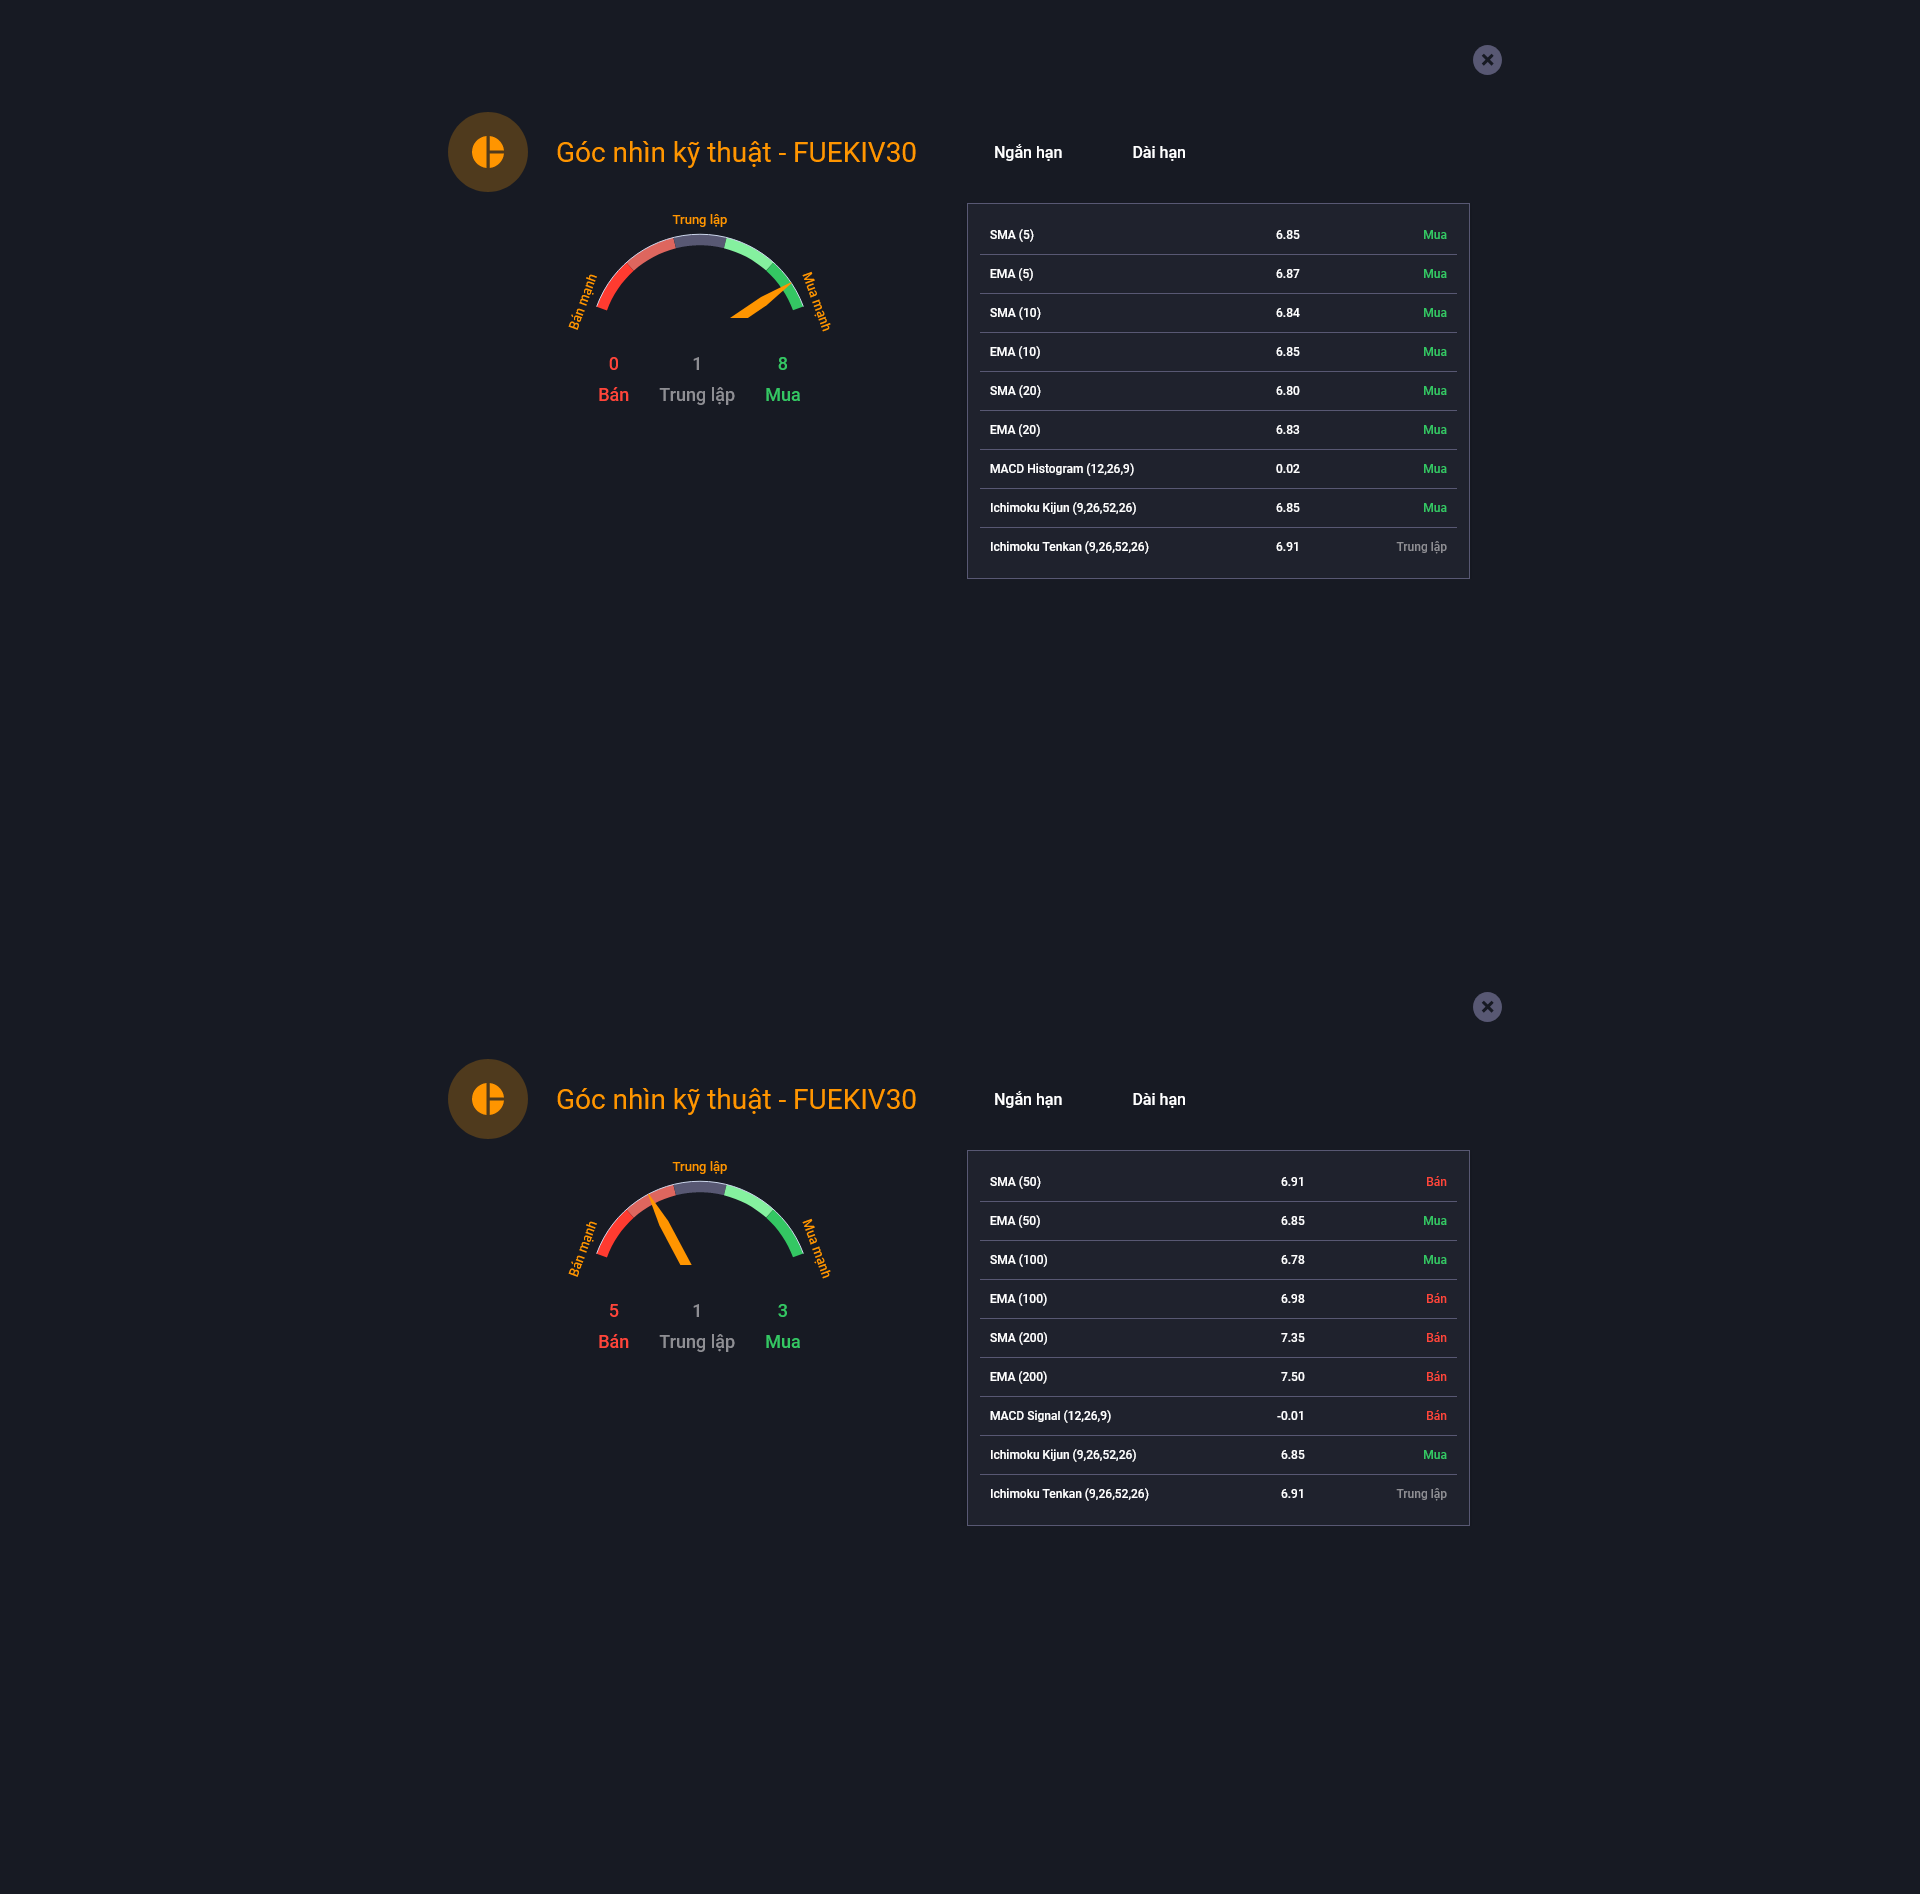 Góc nhìn kỹ thuật - FUEKIV30
Ngắn hạn Dài hạn
Trung lập
Bán mạnh
Mua mạnh
0 1 8
Bán Trung lập Mua
SMA (5) 6.85 Mua
EMA (5) 6.87 Mua
SMA (10) 6.84 Mua
EMA (10) 6.85 Mua
SMA (20) 6.80 Mua
EMA (20) 6.83 Mua
MACD Histogram (12,26,9) 0.02 Mua
Ichimoku Kijun (9,26,52,26) 6.85 Mua
Ichimoku Tenkan (9,26,52,26) 6.91 Trung lập
Góc nhìn kỹ thuật - FUEKIV30
Ngắn hạn Dài hạn
Trung lập
Bán mạnh
Mua mạnh
5 1 3
Bán Trung lập Mua
SMA (50) 6.91 Bán
EMA (50) 6.85 Mua
SMA (100) 6.78 Mua
EMA (100) 6.98 Bán
SMA (200) 7.35 Bán
EMA (200) 7.50 Bán
MACD Signal (12,26,9) -0.01 Bán
Ichimoku Kijun (9,26,52,26) 6.85 Mua
Ichimoku Tenkan (9,26,52,26) 6.91 Trung lập